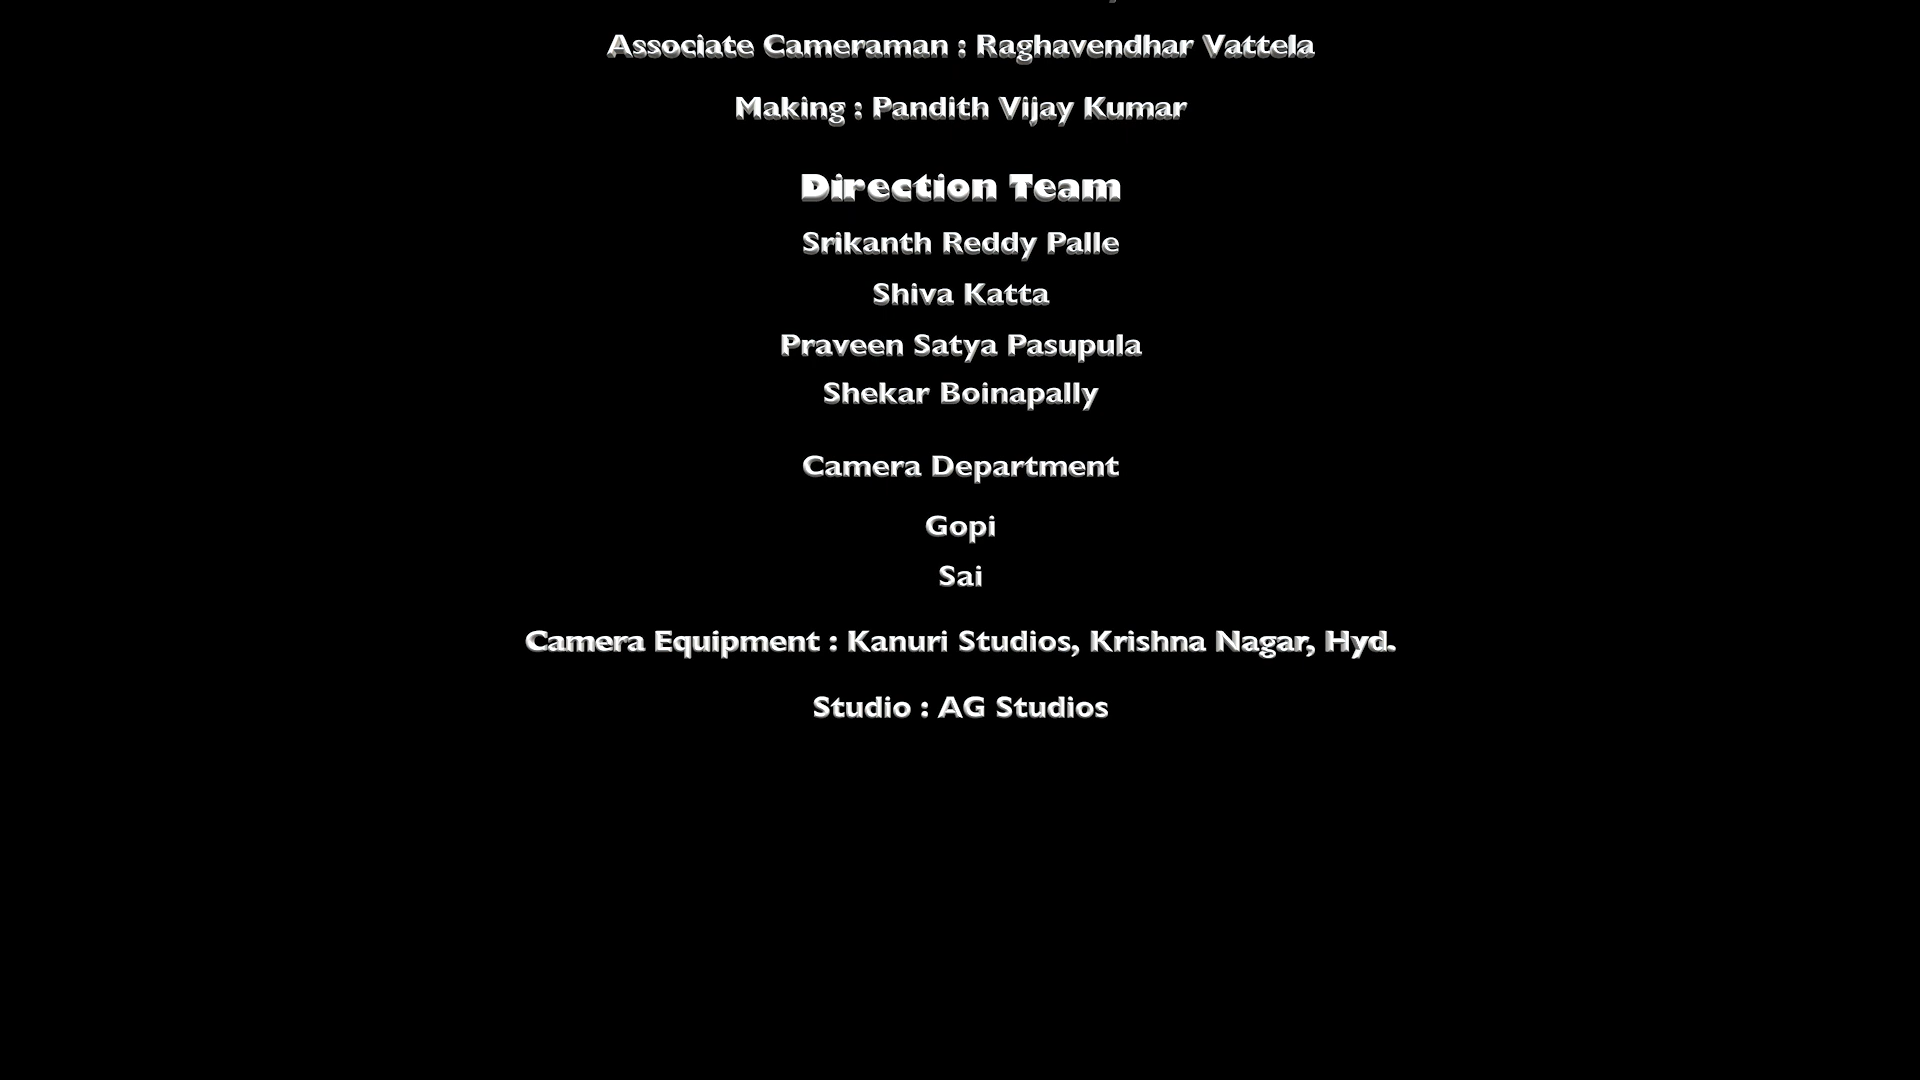 Associate Cameraman : Raghavendhar Vattela
Making : Pandith Vijay Kumar
Direction Team
Srikanth Reddy Palle
Shiva Katta
Praveen Satya Pasupula
Shekar Boinapally
Camera Department
Gopi
Sai
Camera Equipment : Kanuri Studios, Krishna Nagar, Hyd.
Studio : AG Studios